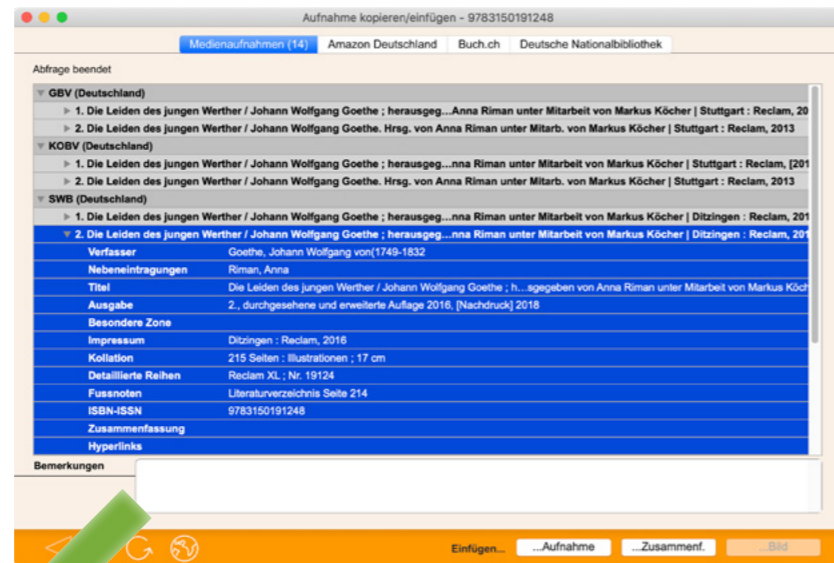 Aufnahme kopieren/einfügen - 9783150191248
Medienaufnahmen (14) Amazon Deutschland Buch.ch Deutsche Nationalbibliothek
Abfrage beendet
GBV (Deutschland)
1. Die Leiden des jungen Werther / Johann Wolfgang Goethe ; herausgeg...Anna Riman unter Mitarbeit von Markus Köcher | Stuttgart : Reclam, 20
2. Die Leiden des jungen Werther / Johann Wolfgang Goethe. Hrsg. von Anna Riman unter Mitarb. von Markus Köcher | Stuttgart : Reclam, 2013
KOBV (Deutschland)
1. Die Leiden des jungen Werther / Johann Wolfgang Goethe ; herausgeg...nna Riman unter Mitarbeit von Markus Köcher | Stuttgart : Reclam, [201
2. Die Leiden des jungen Werther / Johann Wolfgang Goethe. Hrsg. von Anna Riman unter Mitarb. von Markus Köcher | Stuttgart : Reclam, 2013
SWB (Deutschland)
1. Die Leiden des jungen Werther / Johann Wolfgang Goethe ; herausgeg...nna Riman unter Mitarbeit von Markus Köcher | Ditzingen : Reclam, 201
2. Die Leiden des jungen Werther / Johann Wolfgang Goethe ; herausgeg...nna Riman unter Mitarbeit von Markus Köcher | Ditzingen : Reclam, 201
Verfasser Goethe, Johann Wolfgang von(1749-1832
Nebeneintragungen Riman, Anna
Titel Die Leiden des jungen Werther / Johann Wolfgang Goethe ; h...sgegeben von Anna Riman unter Mitarbeit von Markus Köch
Ausgabe 2., durchgesehene und erweiterte Auflage 2016, [Nachdruck] 2018
Besondere Zone
Impressum Ditzingen : Reclam, 2016
Kollation 215 Seiten : Illustrationen ; 17 cm
Detaillierte Reihen Reclam XL ; Nr. 19124
Fussnoten Literaturverzeichnis Seite 214
ISBN-ISSN 9783150191248
Zusammenfassung
Hyperlinks
Bemerkungen
Einfügen... ...Aufnahme ...Zusammenf. ...Bild